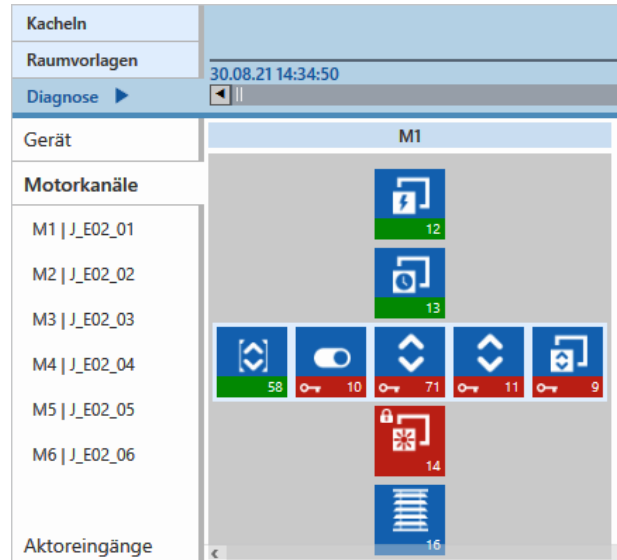 Kacheln
Raumvorlagen
30.08.21 14:34:50
Diagnose
Gerät
M1
Motorkanäle
M1 | J_E02_01
12
M2 | J_E02_02
13
M3 | J_E02_03
M4 | J_E02_04
58 10 71 11 9
M5 | J_E02_05
M6 | J_E02_06
14
Aktoreingänge
16